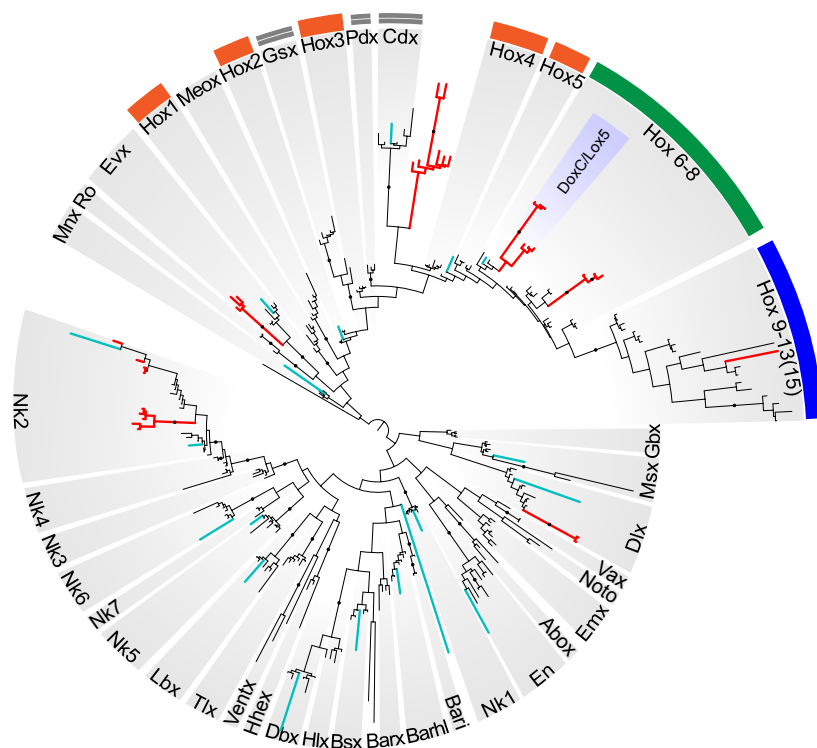 Mnx
Ro
Evx
Hox1
Meox
Hox2
Gsx
Hox3
Pdx
Cdx
Hox4
Hox5
Hox 6-8
DoxC/Lox5
Hox 9-13(15)
Gbx
Msx
Dlx
Vax
Noto
Emx
Abox
En
Nk1
Bari
Barhl
Barx
Bsx
Hlx
Dbx
Hhex
Ventx
Tlx
Lbx
Nk5
Nk7
Nk6
Nk3
Nk4
Nk2